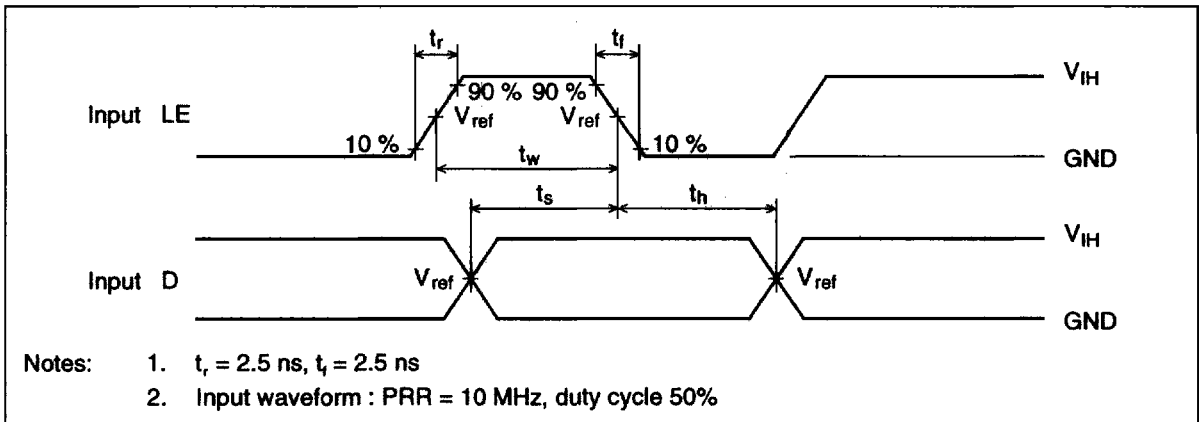 tr tf
VIH
90 % 90 %
Input LE
Vref Vref
10 % 10 %
tw
GND
ts th
VIH
Input D
Vref Vref
GND
Notes: 1. tr = 2.5 ns, tf = 2.5 ns
2. Input waveform : PRR = 10 MHz, duty cycle 50%